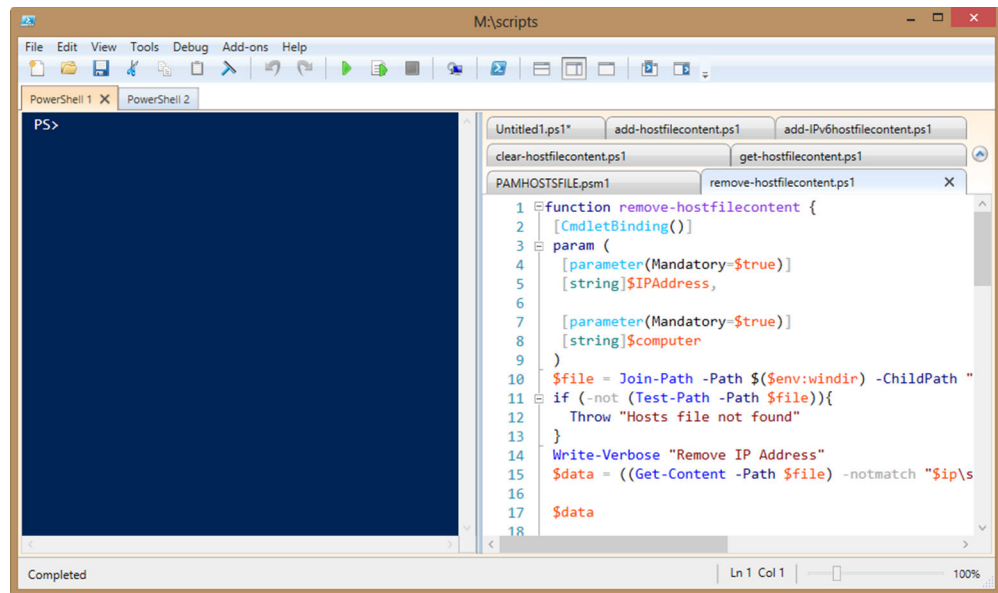 M:\scripts
File Edit View Tools Debug Add-ons Help
PowerShell 1 PowerShell 2
PS>
Untitled1.ps1* add-hostfilecontent.ps1 add-IPv6hostfilecontent.ps1
clear-hostfilecontent.ps1 get-hostfilecontent.ps1
PAMHOSTSFILE.psm1 remove-hostfilecontent.ps1
1 function remove-hostfilecontent {
2 [CmdletBinding()]
3 param (
4 [parameter(Mandatory=$true)]
5 [string]$IPAddress,
6
7 [parameter(Mandatory=$true)]
8 [string]$computer
9 )
10 $file = Join-Path -Path $($env:windir) -ChildPath "
11 if (-not (Test-Path -Path $file)){
12 Throw "Hosts file not found"
13 }
14 Write-Verbose "Remove IP Address"
15 $data = ((Get-Content -Path $file) -notmatch "$ip\s
16
17 $data
18
Completed Ln 1 Col 1 100%